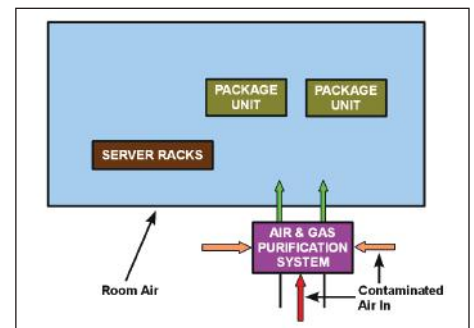 PACKAGE
UNIT
PACKAGE
UNIT
SERVER RACKS
AIR & GAS
PURIFICATION
SYSTEM
Room Air
Contaminated
Air In